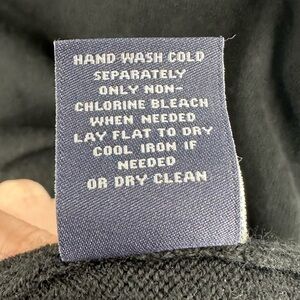 HAND WASH COLD
SEPARATELY
ONLY NON-
CHLORINE BLEACH
WHEN NEEDED
LAY FLAT TO DRY
COOL IRON IF
NEEDED
OR DRY CLEAN